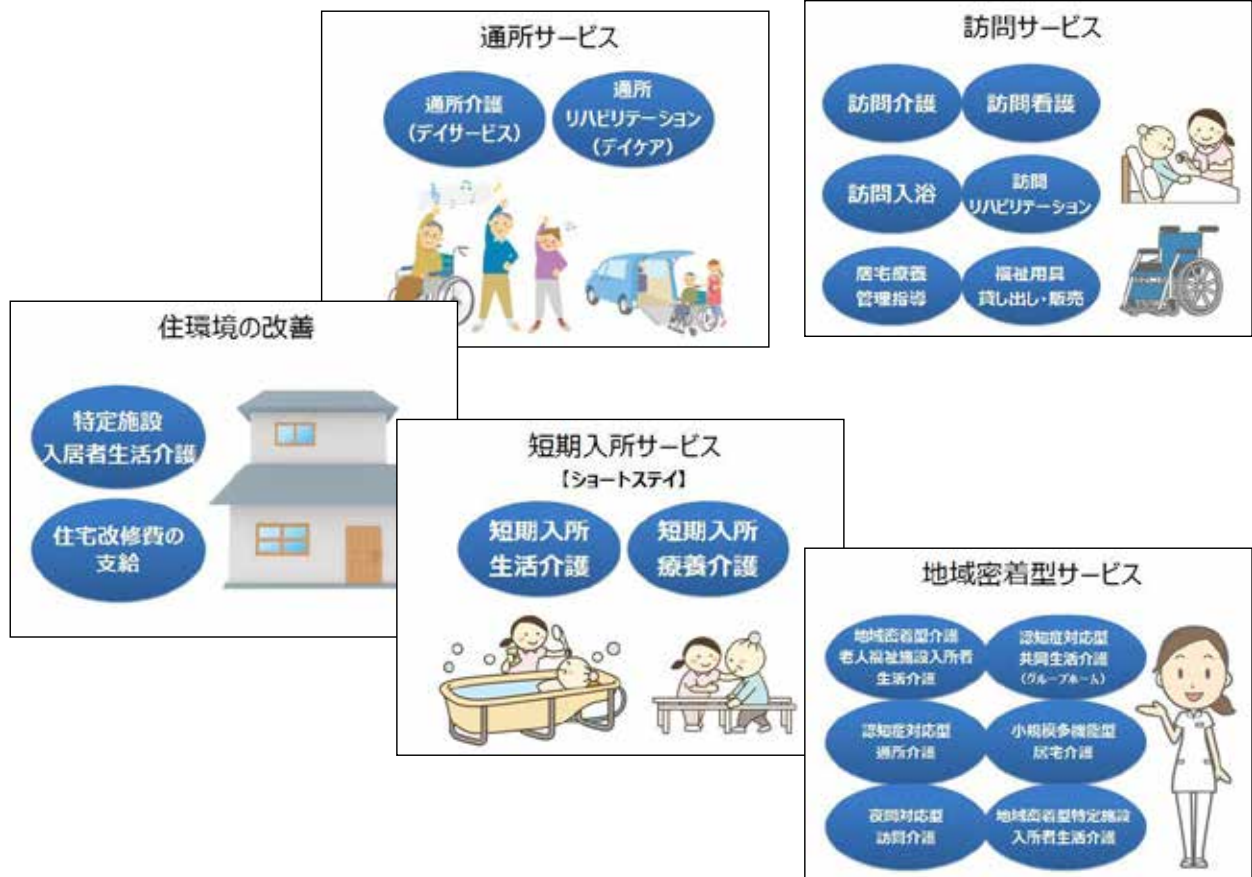 通所サービス
通所介護
(デイサービス)
通所
リハビリテーション
(デイケア)
訪問サービス
訪問介護
訪問看護
訪問入浴
訪問
リハビリテーション
居宅療養
管理指導
福祉用具
貸し出し・販売
住環境の改善
特定施設
入居者生活介護
住宅改修費の
支給
短期入所サービス
【ショートステイ】
短期入所
生活介護
短期入所
療養介護
地域密着型サービス
地域密着型介護
老人福祉施設入所者
生活介護
認知症対応型
共同生活介護
(グループホーム)
認知症対応型
通所介護
小規模多機能型
居宅介護
夜間対応型
訪問介護
地域密着型特定施設
入所者生活介護